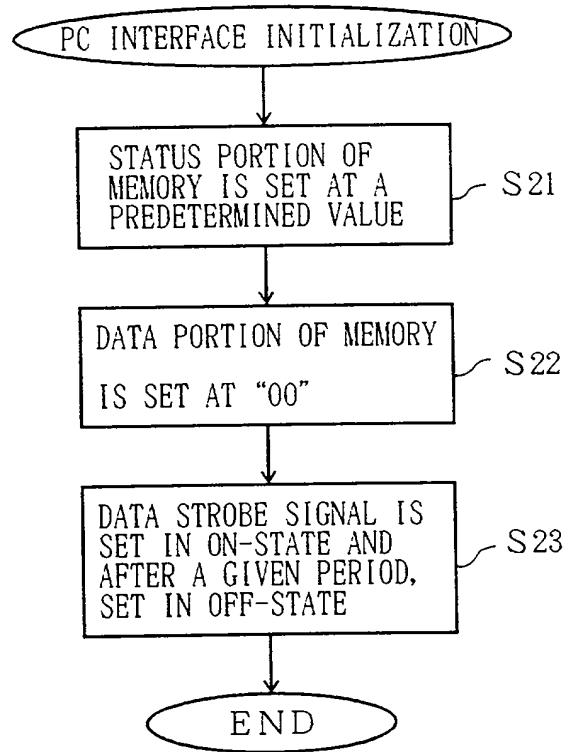 PC INTERFACE INITIALIZATION
STATUS PORTION OF
MEMORY IS SET AT A
PREDETERMINED VALUE
S21
DATA PORTION OF MEMORY
IS SET AT "00"
S22
DATA STROBE SIGNAL IS
SET IN ON-STATE AND
AFTER A GIVEN PERIOD,
SET IN OFF-STATE
S23
END